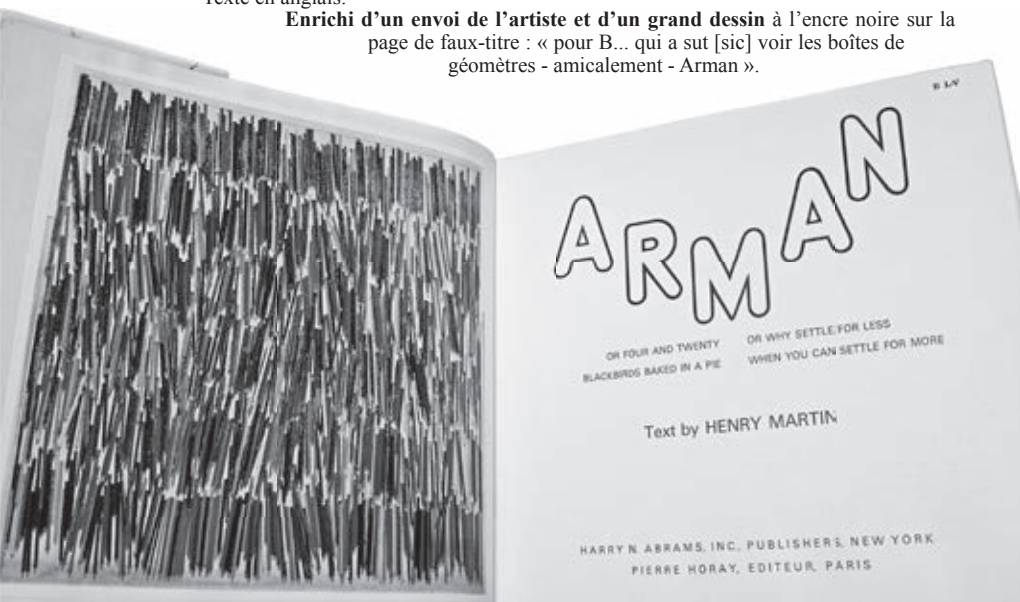 Texte en anglais.
Enrichi d’un envoi de l’artiste et d’un grand dessin à l’encre noire sur la
page de faux-titre : « pour B... qui a sut [sic] voir les boîtes de
géomètres - amicalement - Arman ».
B L-V
ARMAN
OR FOUR AND TWENTY
BLACKBIRDS BAKED IN A PIE
OR WHY SETTLE FOR LESS
WHEN YOU CAN SETTLE FOR MORE
Text by HENRY MARTIN
HARRY N. ABRAMS, INC., PUBLISHERS, NEW YORK
PIERRE HORAY, EDITEUR, PARIS